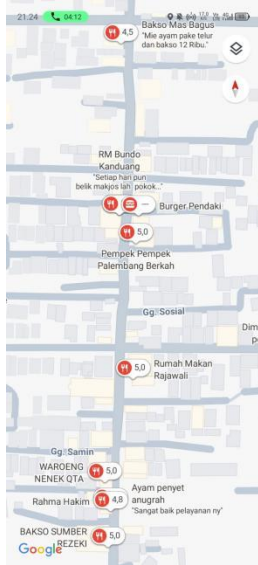 21.24
04:12
4,5
Bakso Mas Bagus
"Mie ayam pake telur
dan bakso 12 Ribu."
RM Bundo
Kanduang
"Setiap hari puri
belik makjos lah pokok.."
Burger Pendaki
5,0
Pempek Pempek
Palembang Berkah
Gg. Sosial
Dim
5,0
Rumah Makan
Rajawali
Gg. Samin
WAROENG
NENEK QTA
5,0
Rahma Hakim
4,8
Ayam penyet
anugrah
"Sangat baik pelayanan ny"
BAKSO SUMBER
REZEKI
5,0
Google